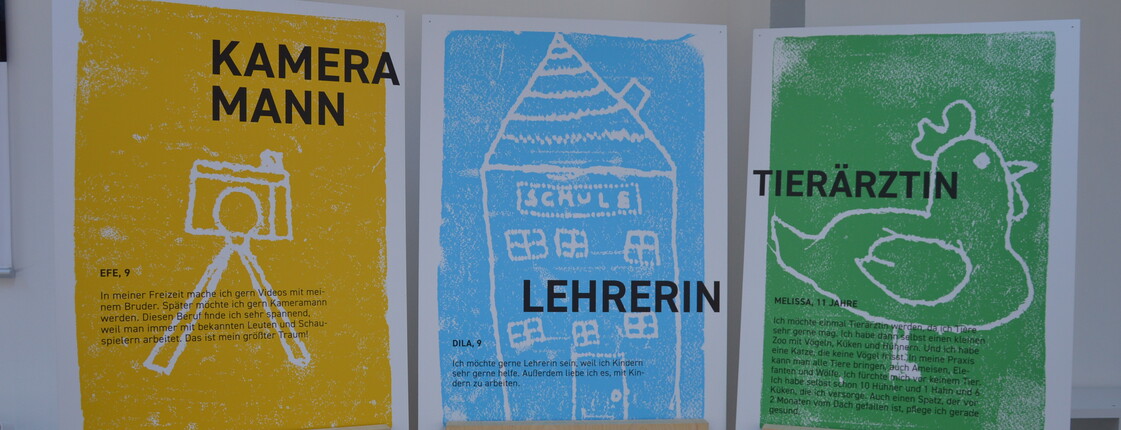 KAMERA
MANN
EFE, 9
In meiner Freizeit mache ich gern Videos mit mei-
nem Bruder. Später möchte ich gern Kameramann
werden. Diesen Beruf finde ich sehr spannend,
weil man immer mit bekannten Leuten und Schau-
spielern arbeitet. Das ist mein größter Traum!
SCHULE
LEHRERIN
DILA, 9
Ich möchte gerne Lehrerin sein, weil ich Kindern
sehr gerne helfe. Außerdem liebe ich es, mit Kin-
dern zu arbeiten.
TIERÄRZTIN
MELISSA, 11 JAHRE
Ich möchte einmal Tierärztin werden, da ich Tiere
sehr gerne mag. Ich habe dann selbst einen kleinen
Zoo mit Vögeln, Küken und Hühnern. Und ich habe
eine Katze, die keine Vögel frisst. In meine Praxis
kann man alle Tiere bringen, auch Ameisen, Ele-
fanten und Wölfe. Ich fürchte mich vor keinem Tier.
Ich habe selbst schon 10 Hühner und 1 Hahn und 6
Küken, die ich versorge. Auch einen Spatz, der vor
2 Monaten vom Dach gefallen ist, pflege ich gerade
gesund.